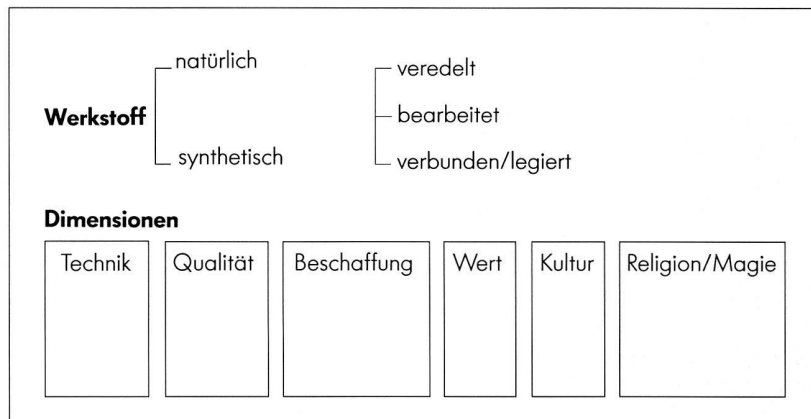 natürlich
veredelt
Werkstoff
bearbeitet
synthetisch
verbunden/legiert
Dimensionen
Technik
Qualität
Beschaffung
Wert
Kultur
Religion/Magie